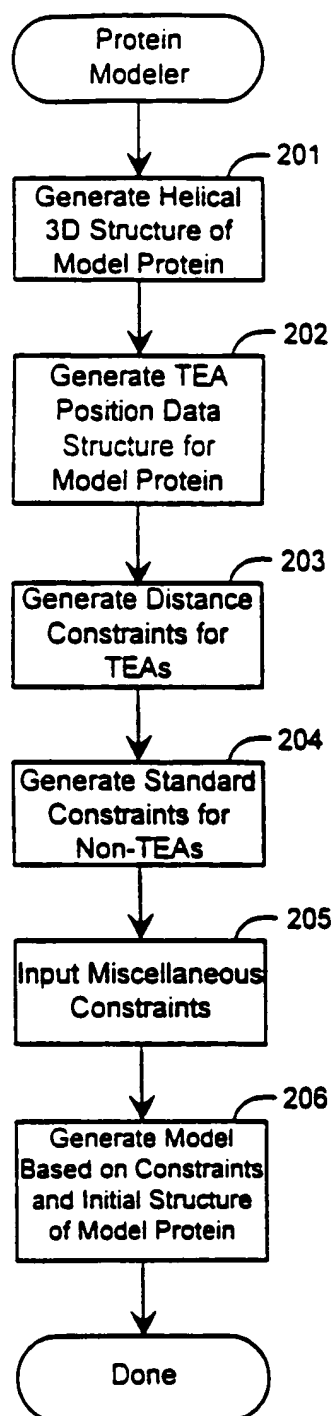 Protein
Modeler
201
Generate Helical
3D Structure of
Model Protein
202
Generate TEA
Position Data
Structure for
Model Protein
203
Generate Distance
Constraints for
TEAs
204
Generate Standard
Constraints for
Non-TEAs
205
Input Miscellaneous
Constraints
206
Generate Model
Based on Constraints
and Initial Structure
of Model Protein
Done